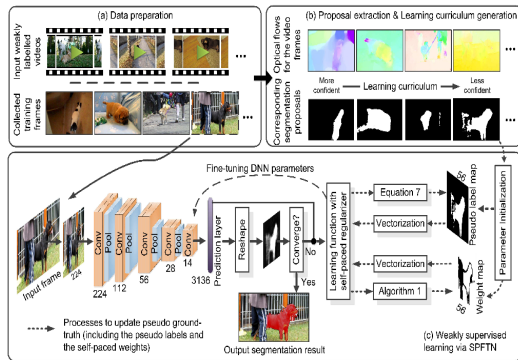 (a) Data preparation
Input weakly
labelled
videos
Collected
training
frames
(b) Proposal extraction & Learning curriculum generation
Optical flows
for the video
frames
More
confident
Learning curriculum
Less
confident
Corresponding
segmentation
proposals
Fine-tuning DNN parameters
Input frame
224
Conv
Pool
Conv
Pool
Conv
Pool
Conv
Pool
Conv
224
112
56
28
14
Prediction layer
3136
Reshape
Converge?
No
Yes
Output segmentation result
Learning function with
self-paced regularizer
Equation 7
Vectorization
Vectorization
Algorithm 1
56
Pseudo label map
56
Weight map
Parameter Initialization
Processes to update pseudo ground-
truth (including the pseudo labels and
the self-paced weights)
(c) Weakly supervised
learning via SPFTN